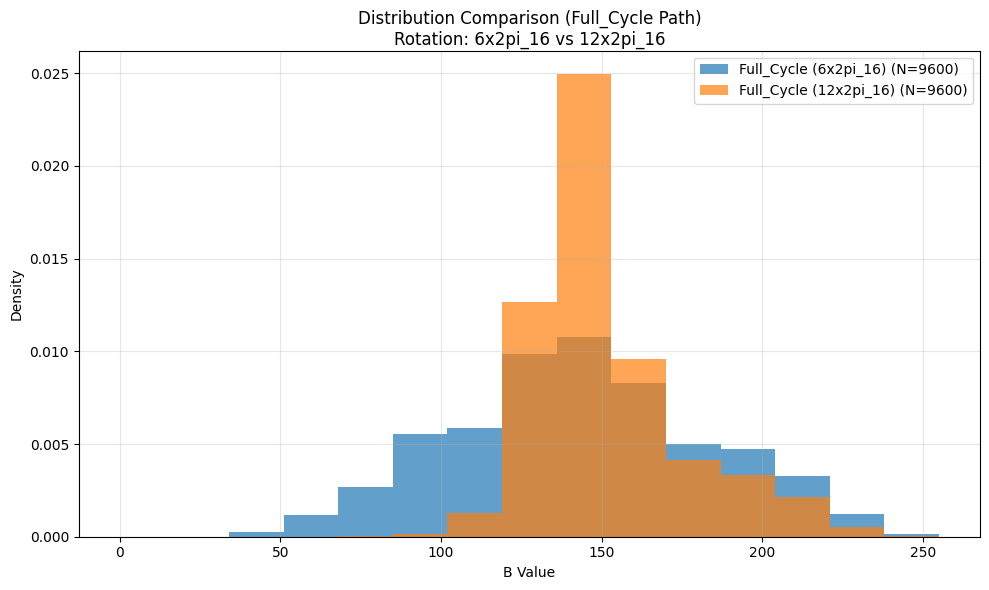 Distribution Comparison (Full_Cycle Path)
Rotation: 6x2pi_16 vs 12x2pi_16
Full_Cycle (6x2pi_16) (N=9600)
Full_Cycle (12x2pi_16) (N=9600)
0.025
0.020
0.015
0.010
0.005
0.000
Density
0 50 100 150 200 250
B Value